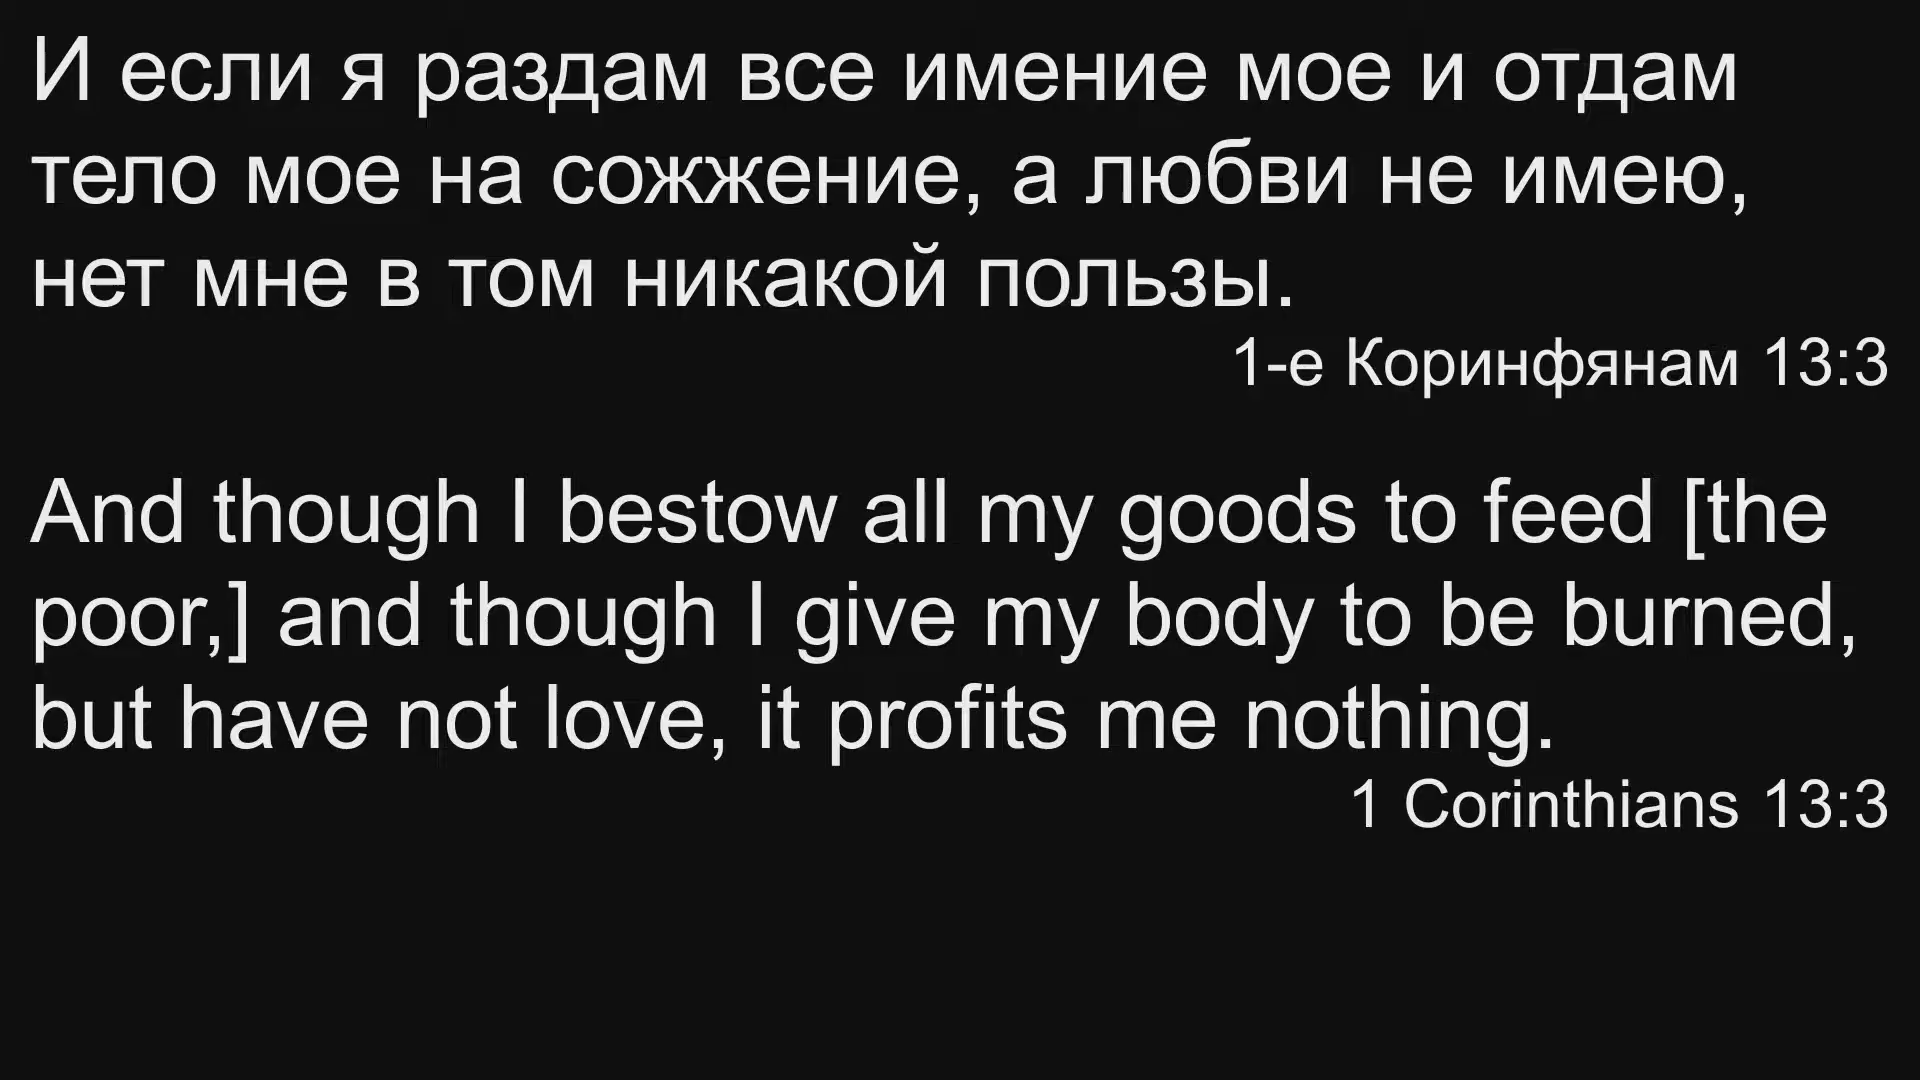 И если я раздам все имение мое и отдам
тело мое на сожжение, а любви не имею,
нет мне в том никакой пользы.
1-е Коринфянам 13:3
And though I bestow all my goods to feed [the
poor,] and though I give my body to be burned,
but have not love, it profits me nothing.
1 Corinthians 13:3